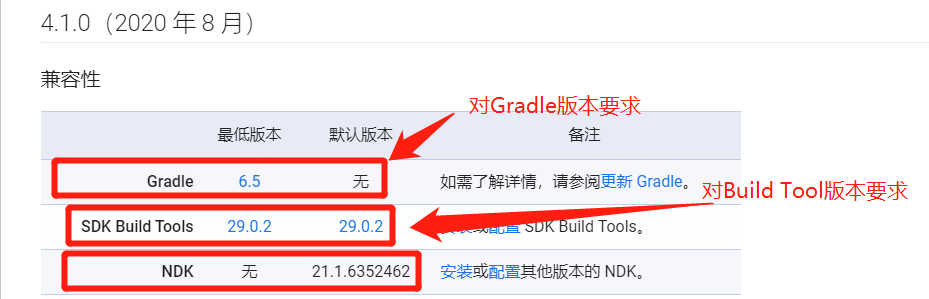 4.1.0（2020 年 8 月）
兼容性
对Gradle版本要求
最低版本 默认版本 备注
Gradle 6.5 无 如需了解详情，请参阅更新 Gradle。
对Build Tool版本要求
SDK Build Tools 29.0.2 29.0.2 安装或配置 SDK Build Tools。
NDK 无 21.1.6352462 安装或配置其他版本的 NDK。